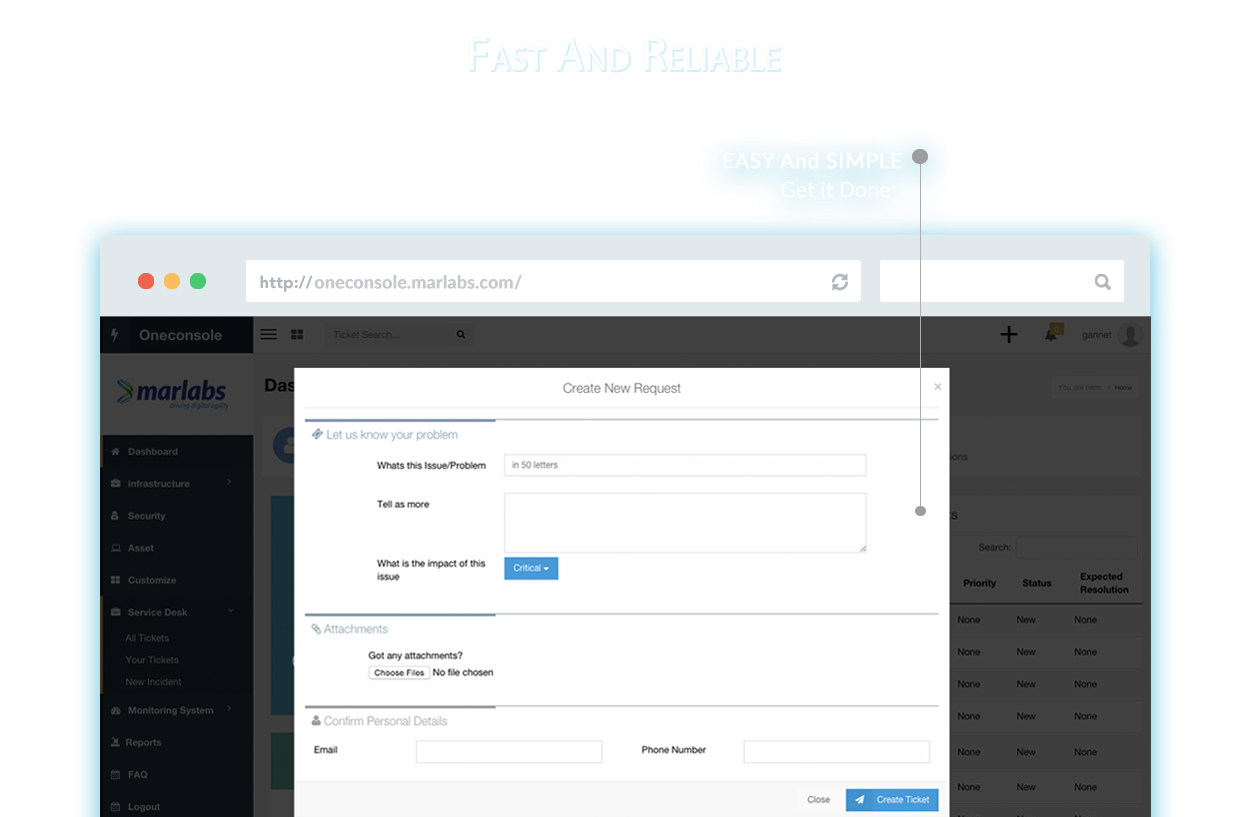 FAST AND RELIABLE
EASY And SIMPLE
Get it Done
http://oneconsole.marlabs.com/
Oneconsole
Ticket Search...
0
gannet
marlabs
driving digital agility
Das
You are here: > Home
Create New Request
×
Let us know your problem
Whats this Issue/Problem
in 50 letters
Tell as more
What is the impact of this
issue
Critical
Attachments
Got any attachments?
Choose Files No file chosen
Confirm Personal Details
Email
Phone Number
Close
Create Ticket
Dashboard
Infrastructure
Security
Asset
Customize
Service Desk
All Tickets
Your Tickets
New Incident
Monitoring System
Reports
FAQ
Logout
ions
Search:
Priority Status Expected
Resolution
None New None
None New None
None New None
None New None
None New None
None New None